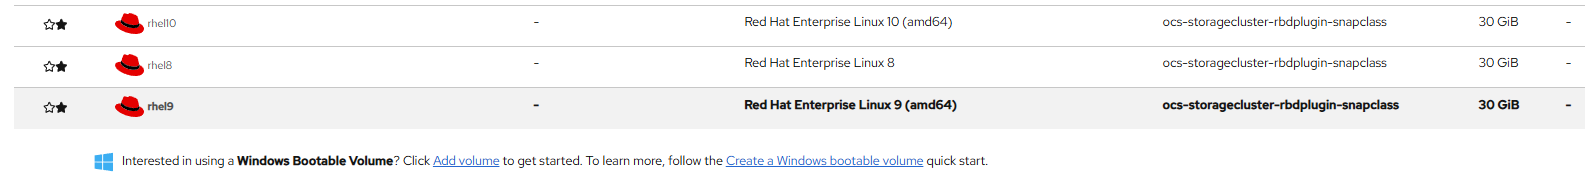 rhel10 - Red Hat Enterprise Linux 10 (amd64) ocs-storagecluster-rbdplugin-snapclass 30 GiB -
rhel8 - Red Hat Enterprise Linux 8 ocs-storagecluster-rbdplugin-snapclass 30 GiB -
rhel9 - Red Hat Enterprise Linux 9 (amd64) ocs-storagecluster-rbdplugin-snapclass 30 GiB -
Interested in using a Windows Bootable Volume? Click Add volume to get started. To learn more, follow the Create a Windows bootable volume quick start.